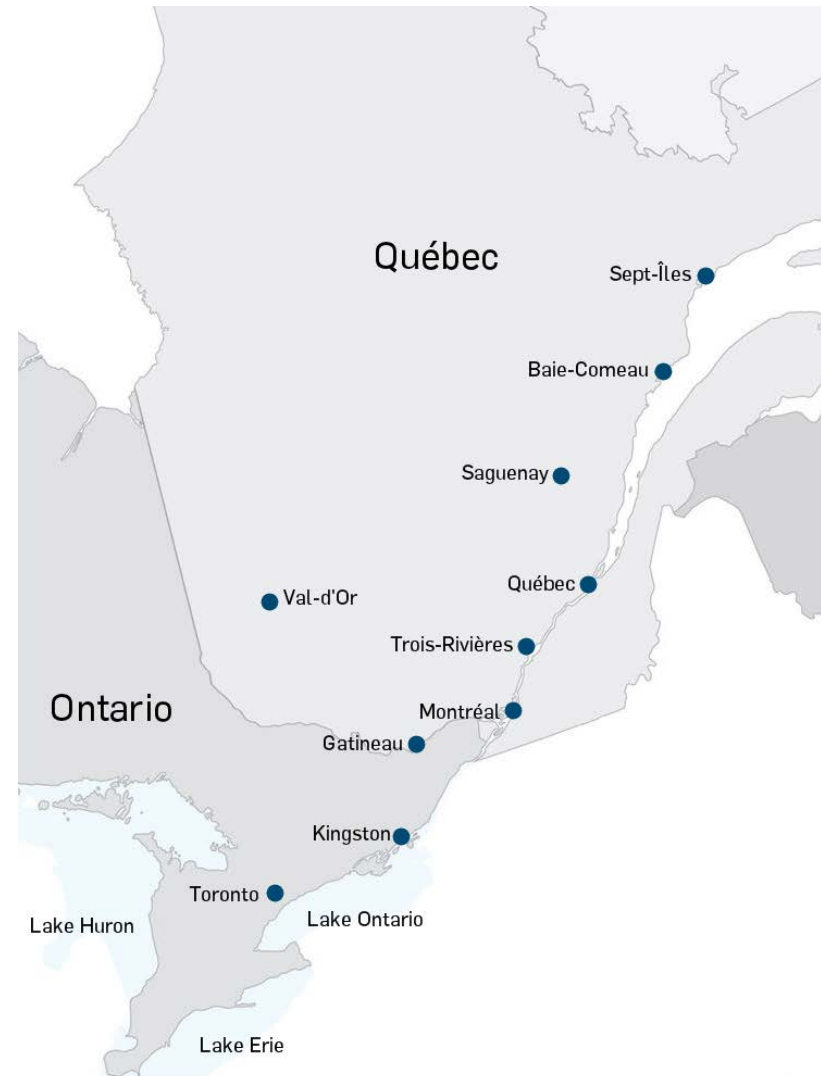 Québec
Sept-Îles
Baie-Comeau
Saguenay
Québec
Val-d'Or
Trois-Rivières
Ontario
Montréal
Gatineau
Kingston
Toronto
Lake Ontario
Lake Huron
Lake Erie